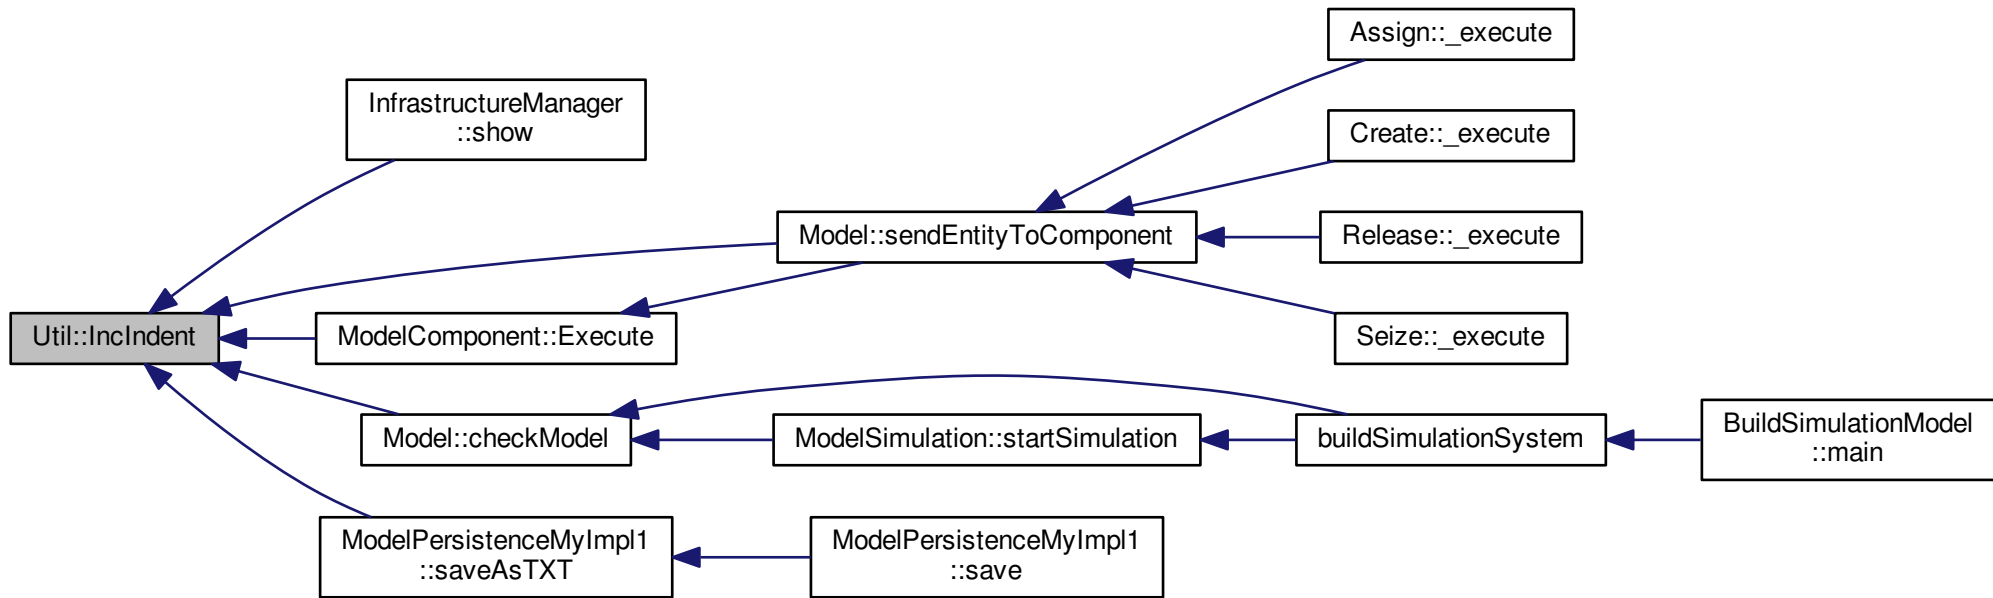 Assign::_execute
InfrastructureManager
::show
Create::_execute
Model::sendEntityToComponent
Release::_execute
Util::IncIndent
ModelComponent::Execute
Seize::_execute
Model::checkModel
ModelSimulation::startSimulation
buildSimulationSystem
BuildSimulationModel
::main
ModelPersistenceMyImpl1
::saveAsTXT
ModelPersistenceMyImpl1
::save